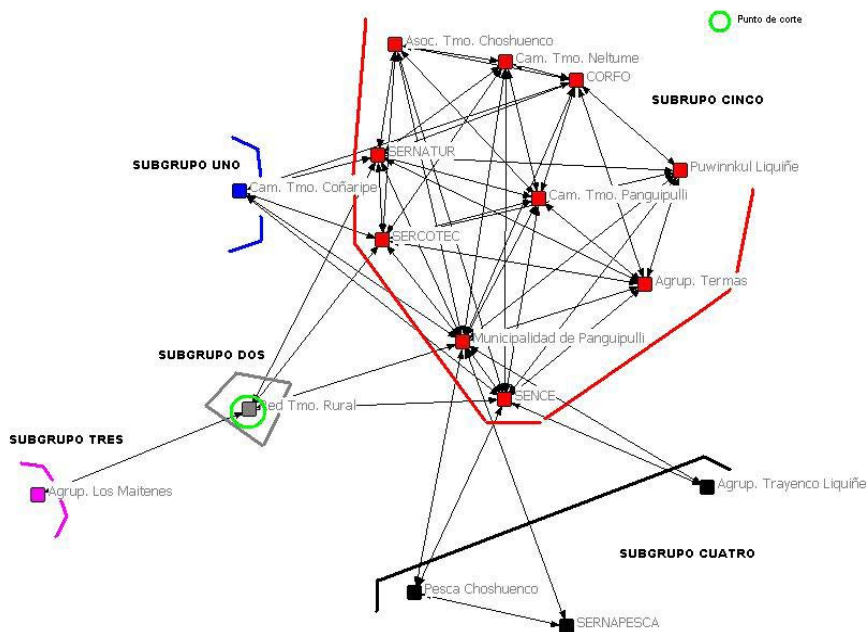 Punto de corte
Asoc. Tmo. Choshuenco
Cam. Tmo. Neltume
CORFO
SUBRUPO CINCO
SERNATUR
SUBGRUPO UNO
Puwinnkul Liquiñe
Cam. Tmo. Coñaripe
Cam. Tmo. Panguipulli
SERCOTEC
Agrup. Termas
Municipalidad de Panguipulli
SUBGRUPO DOS
SENCE
Red Tmo. Rural
SUBGRUPO TRES
Agrup. Los Maitenes
Agrup. Trayenco Liquiñe
SUBGRUPO CUATRO
Pesca Choshuenco
SERNAPESCA